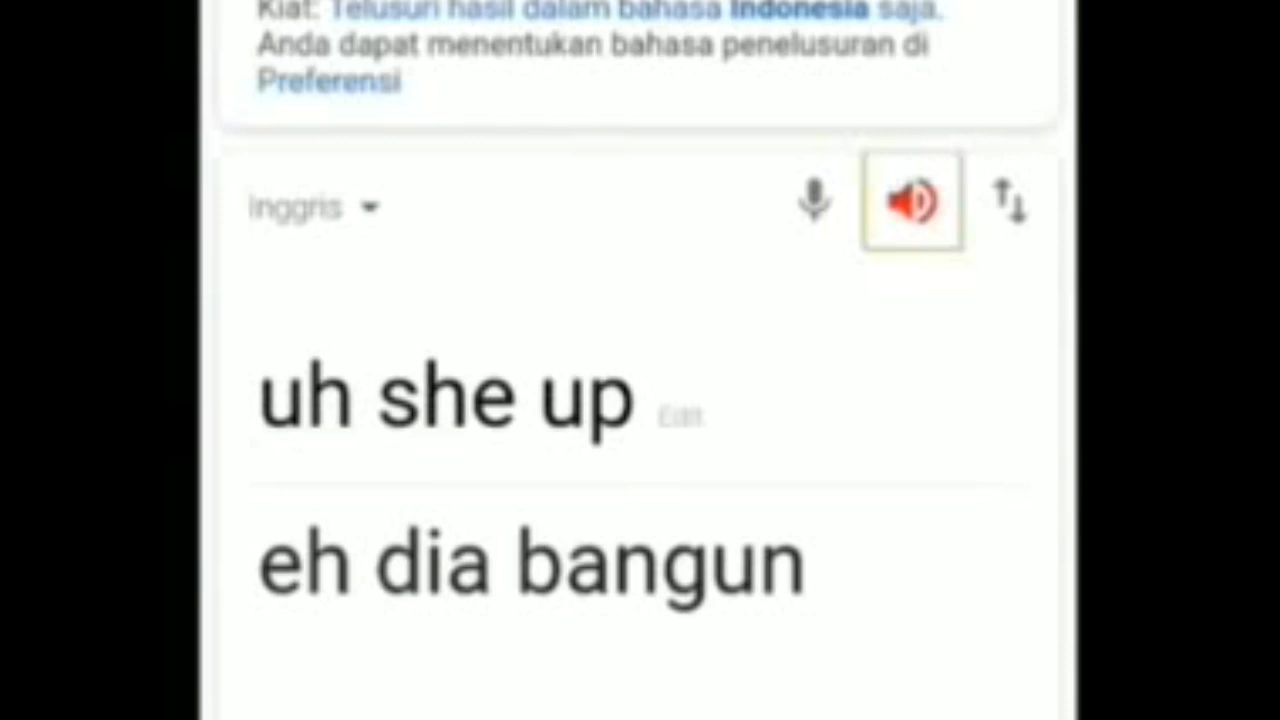 Kiat: Telusuri hasil dalam bahasa Indonesia saja.
Anda dapat menentukan bahasa penelusuran di
Preferensi
Inggris
uh she up Edit
eh dia bangun